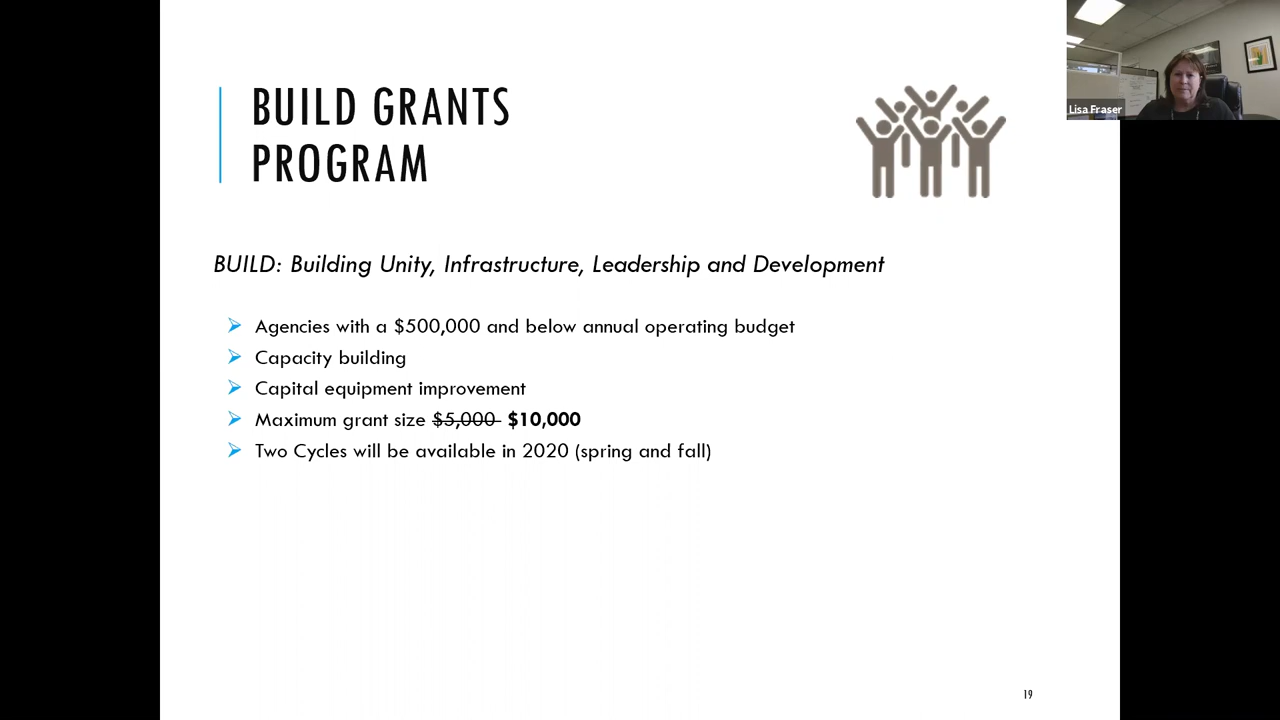 BUILD GRANTS
PROGRAM
Lisa Fraser
BUILD: Building Unity, Infrastructure, Leadership and Development
Agencies with a $500,000 and below annual operating budget
Capacity building
Capital equipment improvement
Maximum grant size $5,000 $10,000
Two Cycles will be available in 2020 (spring and fall)
19